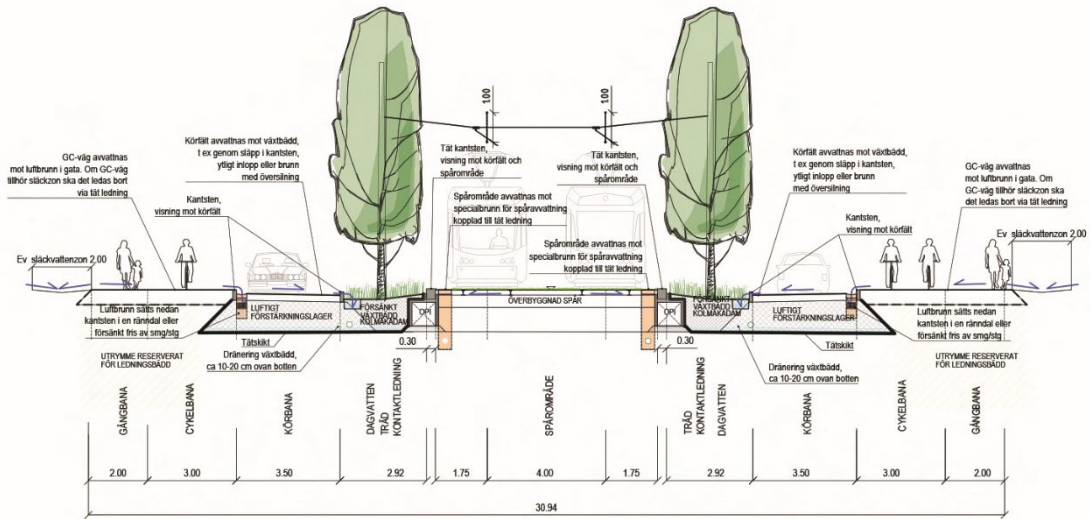 100
100
GC-väg avvattnas
mot luftbrunn i gata. Om GC-väg
tillhör släckzon ska det ledas bort
via tät ledning
Körfält avvattnas mot växtbädd,
t ex genom släpp i kantsten,
ytligt inlopp eller brunn
med översilning
Kantsten,
visning mot körfält
Tät kantsten,
visning mot körfält och
spårområde
Spårområde avvattnas mot
specialbrunn för spåravvattning
kopplad till tät ledning
Tät kantsten,
visning mot körfält och
spårområde
Spårområde avvattnas mot
specialbrunn för spåravvattning
kopplad till tät ledning
Körfält avvattnas mot växtbädd,
t ex genom släpp i kantsten,
ytligt inlopp eller brunn
med översilning
Kantsten,
visning mot körfält
GC-väg
avvattnas
mot luftbrunn i gata. Om
GC-väg tillhör släckzon ska
det ledas bort via tät ledning
Ev släckvattenzon 2.00
Ev släckvattenzon 2.00
Luftbrunn sätts nedan
kantsten i en ränndal eller
försänkt fris av smg/stg
LUFTIGT
FÖRSTÄRKNINGSLAGER
FÖRSÄNKT
VÄXTBÄDD
KOLMAKADAM
OPI
ÖVERBYGGNAD SPÅR
OPI
FÖRSÄNKT
VÄXTBÄDD
KOLMAKADAM
LUFTIGT
FÖRSTÄRKNINGSLAGER
Luftbrunn sätts nedan
kantsten i en ränndal eller
försänkt fris av smg/stg
Tätskikt
Dränering växtbädd,
ca 10-20 cm ovan botten
0.30
0.30
Tätskikt
Dränering växtbädd,
ca 10-20 cm ovan botten
UTRYMME RESERVERAT
FÖR LEDNINGSBÄDD
UTRYMME RESERVERAT
FÖR LEDNINGSBÄDD
GÅNGBANA
CYKELBANA
KÖRBANA
DAGVATTEN
TRÄD
KONTAKTLEDNING
SPÅROMRÅDE
TRÄD
KONTAKTLEDNING
DAGVATTEN
KÖRBANA
CYKELBANA
GÅNGBANA
2.00 3.00 3.50 2.92 1.75 4.00 1.75 2.92 3.50 3.00 2.00
30.94